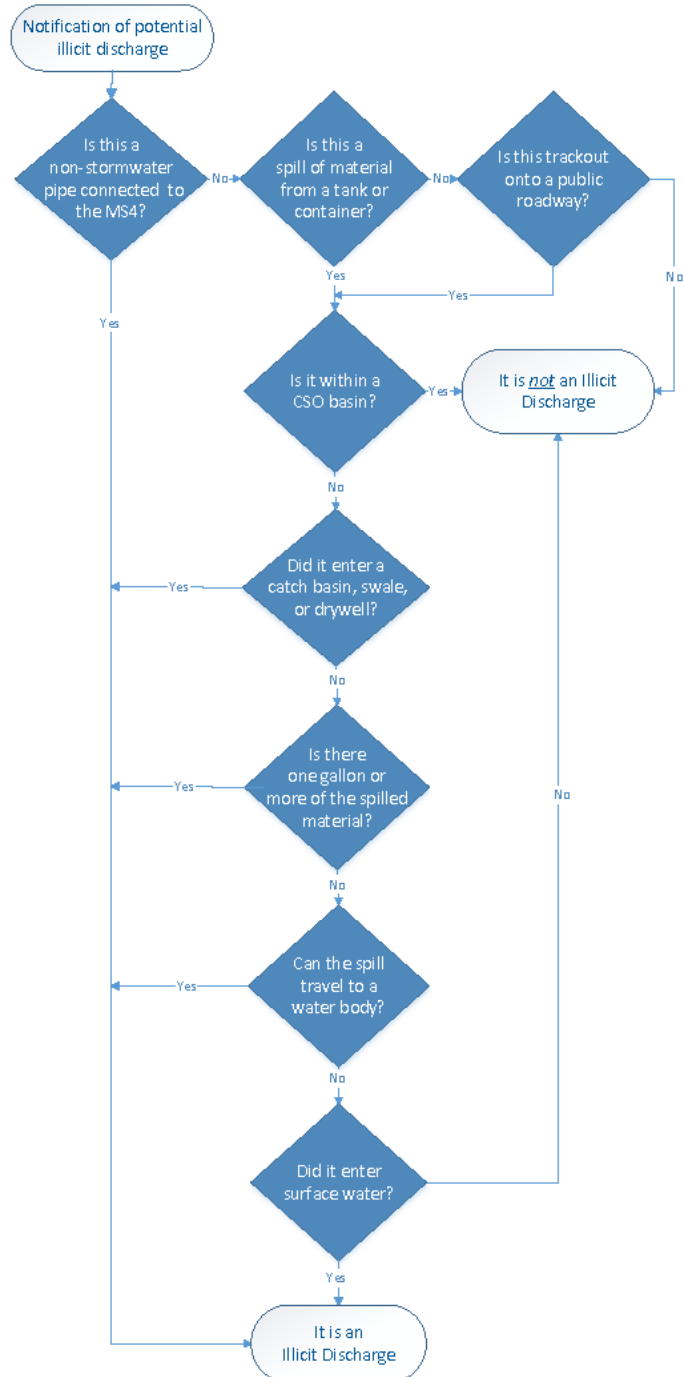 Notification of potential
illicit discharge
Is this a
non-stormwater
pipe connected to
the MS4?
No
Is this a
spill of material
from a tank or
container?
No
Is this trackout
onto a public
roadway?
No
Yes
Yes
Yes
Is it within a
CSO basin?
Yes
It is not an Illicit
Discharge
No
Did it enter a
catch basin, swale,
or drywell?
Yes
No
Is there
one gallon or
more of the spilled
material?
Yes
No
No
Can the spill
travel to a
water body?
Yes
No
Did it enter
surface water?
Yes
It is an
Illicit Discharge